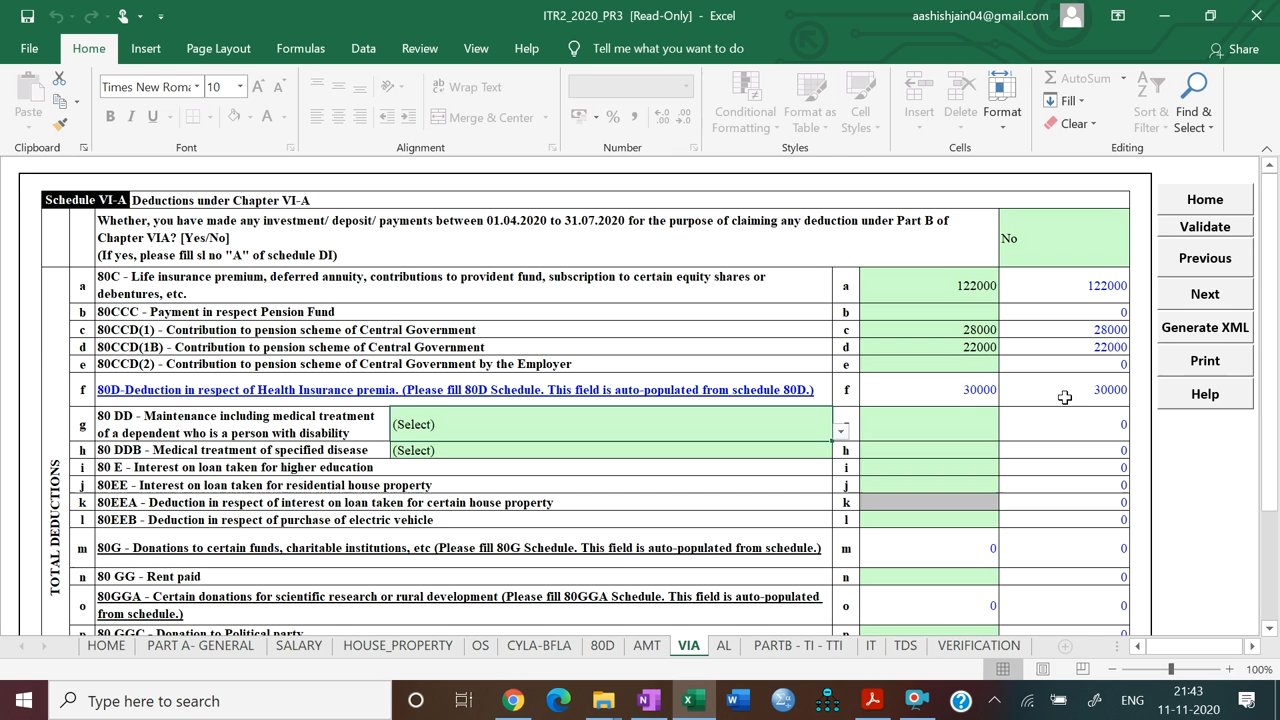 ITR2_2020_PR3 [Read-Only] - Excel
aashishjain04@gmail.com
File Home Insert Page Layout Formulas Data Review View Help Tell me what you want to do Share
Paste
Clipboard
Times New Roma 10
B I U
Font
ab Wrap Text
Merge & Center
Alignment
%
Number
Conditional Formatting
Format as Table
Cell Styles
Styles
Insert
Delete
Format
Cells
AutoSum
Fill
Clear
Sort & Filter
Find & Select
Editing
Schedule VI-A Deductions under Chapter VI-A
Whether, you have made any investment/ deposit/ payments between 01.04.2020 to 31.07.2020 for the purpose of claiming any deduction under Part B of
Chapter VIA? [Yes/No]
No
(If yes, please fill sl no "A" of schedule DI)
TOTAL DEDUCTIONS
a 80C - Life insurance premium, deferred annuity, contributions to provident fund, subscription to certain equity shares or
debentures, etc. a 122000 122000
b 80CCC - Payment in respect Pension Fund b 0
c 80CCD(1) - Contribution to pension scheme of Central Government c 28000 28000
d 80CCD(1B) - Contribution to pension scheme of Central Government d 22000 22000
e 80CCD(2) - Contribution to pension scheme of Central Government by the Employer e 0
f 80D-Deduction in respect of Health Insurance premia. (Please fill 80D Schedule. This field is auto-populated from schedule 80D.) f 30000 30000
g 80 DD - Maintenance including medical treatment
of a dependent who is a person with disability (Select) 0
h 80 DDB - Medical treatment of specified disease (Select) h 0
i 80 E - Interest on loan taken for higher education i 0
j 80EE - Interest on loan taken for residential house property j 0
k 80EEA - Deduction in respect of interest on loan taken for certain house property k 0
l 80EEB - Deduction in respect of purchase of electric vehicle l 0
m 80G - Donations to certain funds, charitable institutions, etc (Please fill 80G Schedule. This field is auto-populated from schedule.) m 0 0
n 80 GG - Rent paid n 0
o 80GGA - Certain donations for scientific research or rural development (Please fill 80GGA Schedule. This field is auto-populated
from schedule.) o 0 0
p 80 GGC - Donation to Political party
Home
Validate
Previous
Next
Generate XML
Print
Help
HOME PART A- GENERAL SALARY HOUSE_PROPERTY OS CYLA-BFLA 80D AMT VIA AL PARTB - TI - TTI IT TDS VERIFICATION
100%
Type here to search
ENG
21:43
11-11-2020